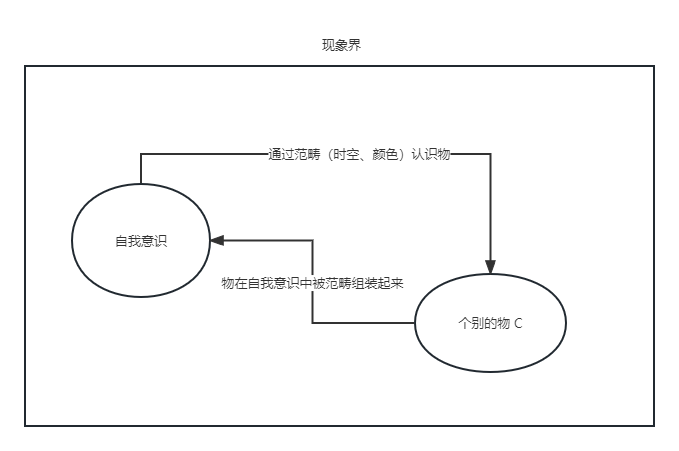 现象界
通过范畴（时空、颜色）认识物
自我意识
物在自我意识中被范畴组装起来
个别的物 C